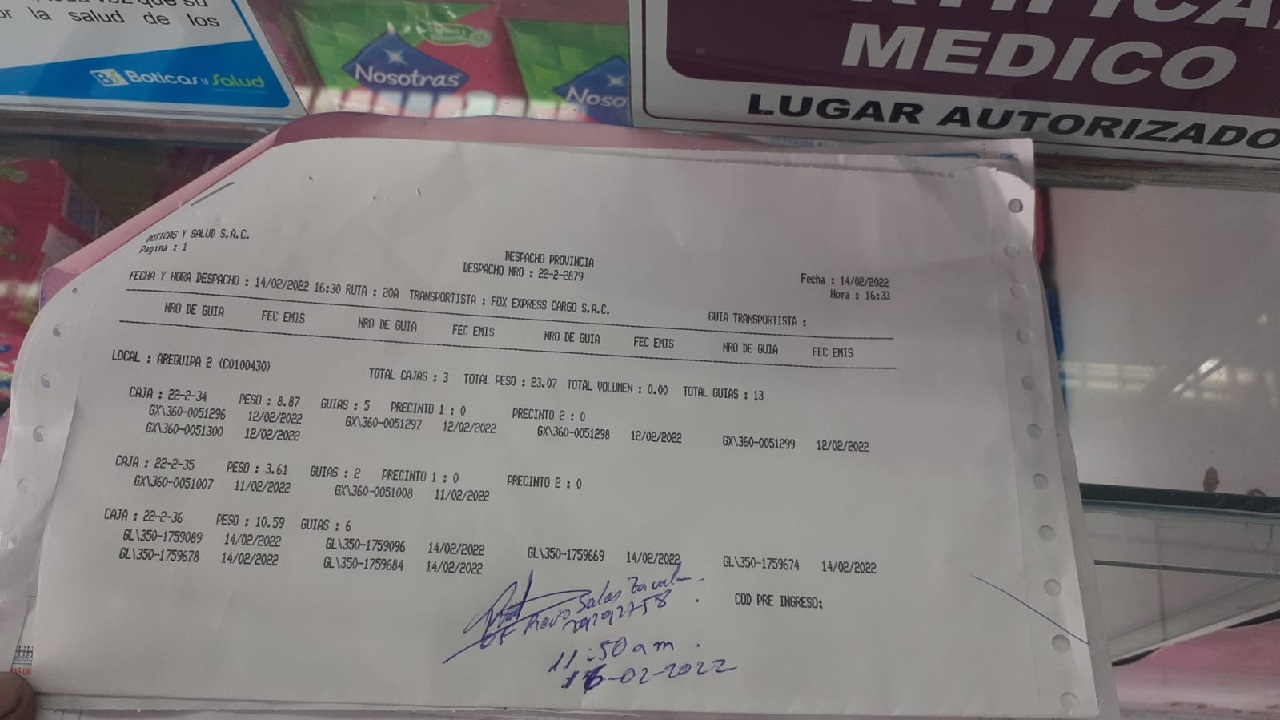 la salud de los
Boticas y Salud
Nosotras
Noso
MEDICO
LUGAR AUTORIZADO
BOTICAS Y SALUD S.A.C.
Pagina : 1
DESPACHO PROVINCIA
DESPACHO NRO : 22-2-2679
Fecha : 14/02/2022
Hora : 16:33
FECHA Y HORA DESPACHO : 14/02/2022 16:30 RUTA : 20A TRANSPORTISTA : FOX EXPRESS CARGO S.A.C. GUIA TRANSPORTISTA :
NRO DE GUIA FEC EMIS NRO DE GUIA FEC EMIS NRO DE GUIA FEC EMIS NRO DE GUIA FEC EMIS
LOCAL : AREQUIPA 2 (C0100430) TOTAL CAJAS : 3 TOTAL PESO : 23.07 TOTAL VOLUMEN : 0.00 TOTAL GUIAS : 13
CAJA : 22-2-34 PESO : 8.87 GUIAS : 5 PRECINTO 1 : 0 PRECINTO 2 : 0
GX\360-0051296 12/02/2022 GX\360-0051297 12/02/2022 GX\360-0051298 12/02/2022 GX\360-0051299 12/02/2022
GX\360-0051300 12/02/2022
CAJA : 22-2-35 PESO : 3.61 GUIAS : 2 PRECINTO 1 : 0 PRECINTO 2 : 0
GX\360-0051007 11/02/2022 GX\360-0051008 11/02/2022
CAJA : 22-2-36 PESO : 10.59 GUIAS : 6
GL\350-1759089 14/02/2022 GL\350-1759096 14/02/2022 GL\350-1759669 14/02/2022 GL\350-1759674 14/02/2022
GL\350-1759678 14/02/2022 GL\350-1759684 14/02/2022
COD PRE INGRESO:
Salas
29292758
11:50 am.
16-02-2022